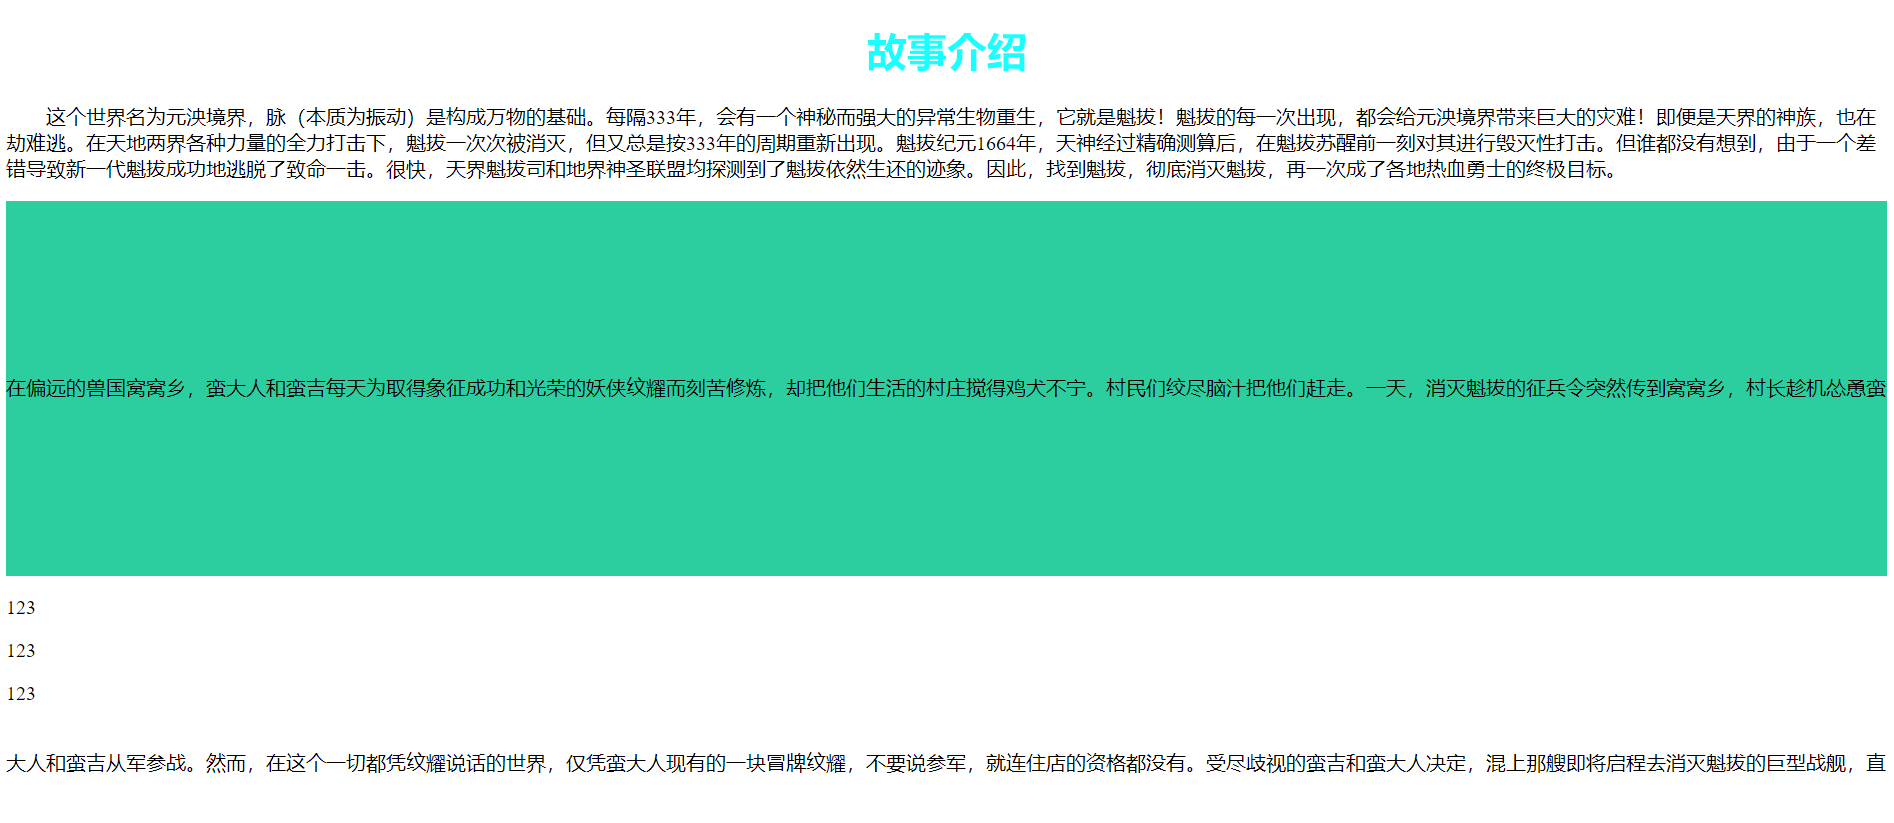 故事介绍
这个世界名为元泱境界，脉（本质为振动）是构成万物的基础。每隔333年，会有一个神秘而强大的异常生物重生，它就是魁拔！魁拔的每一次出现，都会给元泱境界带来巨大的灾难！即便是天界的神族，也在
劫难逃。在天地两界各种力量的全力打击下，魁拔一次次被消灭，但又总是按333年的周期重新出现。魁拔纪元1664年，天神经过精确测算后，在魁拔苏醒前一刻对其进行毁灭性打击。但谁都没有想到，由于一个差
错导致新一代魁拔成功地逃脱了致命一击。很快，天界魁拔司和地界神圣联盟均探测到了魁拔依然生还的迹象。因此，找到魁拔，彻底消灭魁拔，再一次成了各地热血勇士的终极目标。
在偏远的兽国窝窝乡，蛮大人和蛮吉每天为取得象征成功和光荣的妖侠纹耀而刻苦修炼，却把他们生活的村庄搅得鸡犬不宁。村民们绞尽脑汁把他们赶走。一天，消灭魁拔的征兵令突然传到窝窝乡，村长趁机怂恿蛮
123
123
123
大人和蛮吉从军参战。然而，在这个一切都凭纹耀说话的世界，仅凭蛮大人现有的一块冒牌纹耀，不要说参军，就连住店的资格都没有。受尽歧视的蛮吉和蛮大人决定，混上那艘即将启程去消灭魁拔的巨型战舰，直